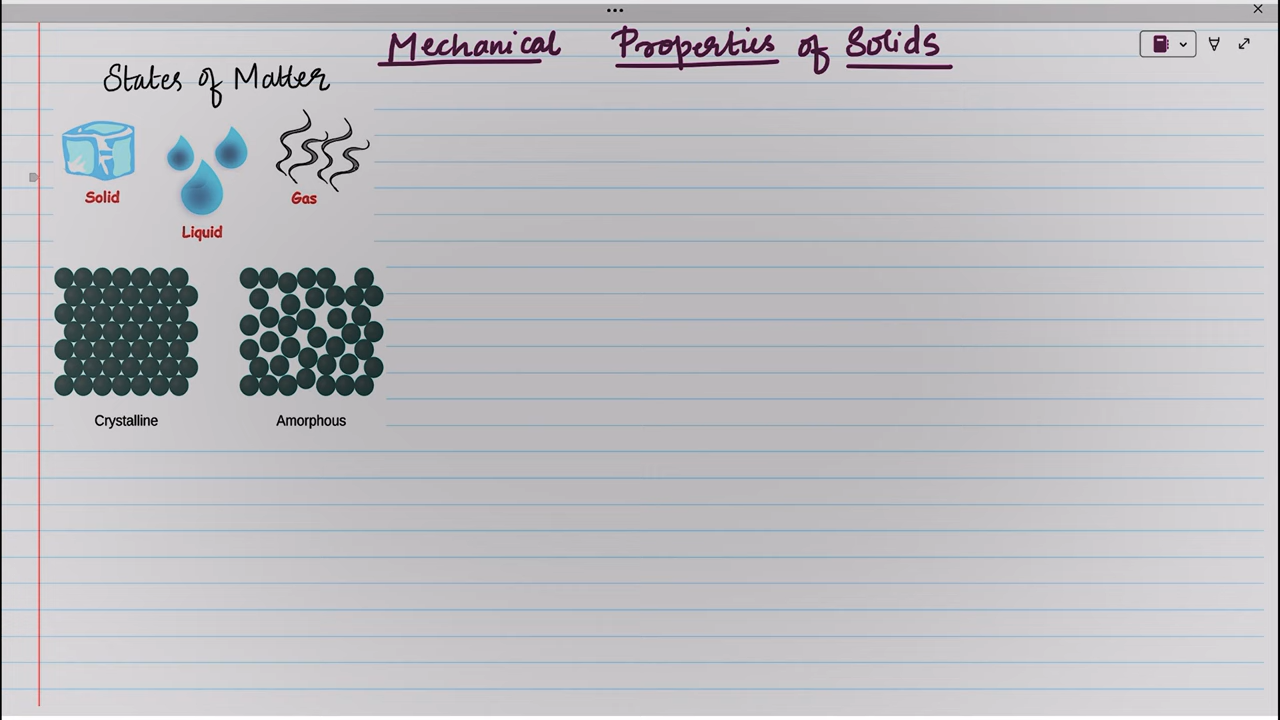 Mechanical Properties of Solids
States of Matter
Solid
Gas
Liquid
Crystalline
Amorphous